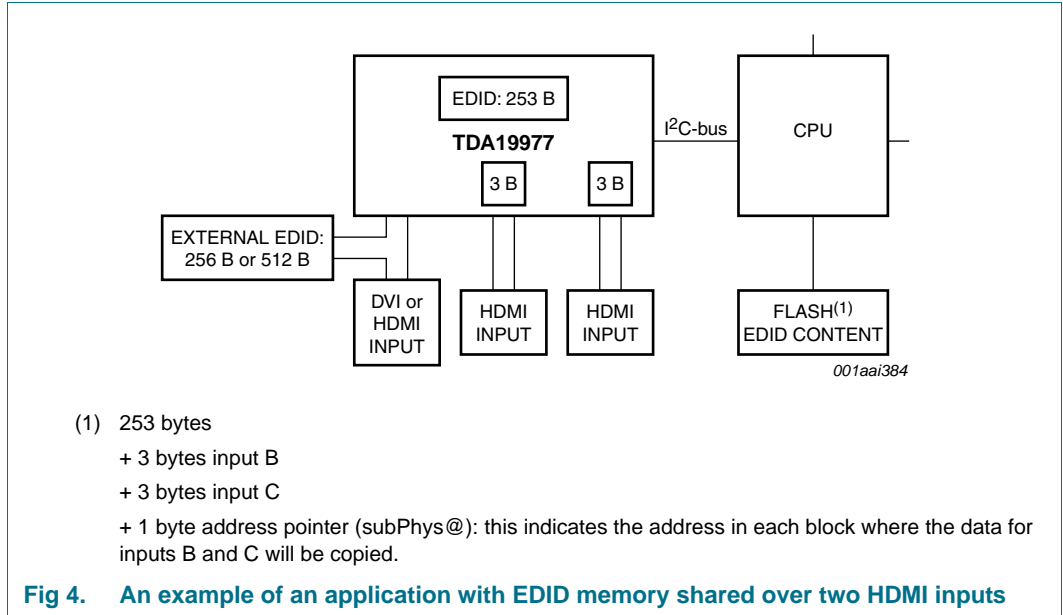 EDID: 253 B
TDA19977
3 B
3 B
I2C-bus
CPU
EXTERNAL EDID:
256 B or 512 B
DVI or
HDMI
INPUT
HDMI
INPUT
HDMI
INPUT
FLASH(1)
EDID CONTENT
001aai384
(1) 253 bytes
+ 3 bytes input B
+ 3 bytes input C
+ 1 byte address pointer (subPhys@): this indicates the address in each block where the data for
inputs B and C will be copied.
Fig 4. An example of an application with EDID memory shared over two HDMI inputs